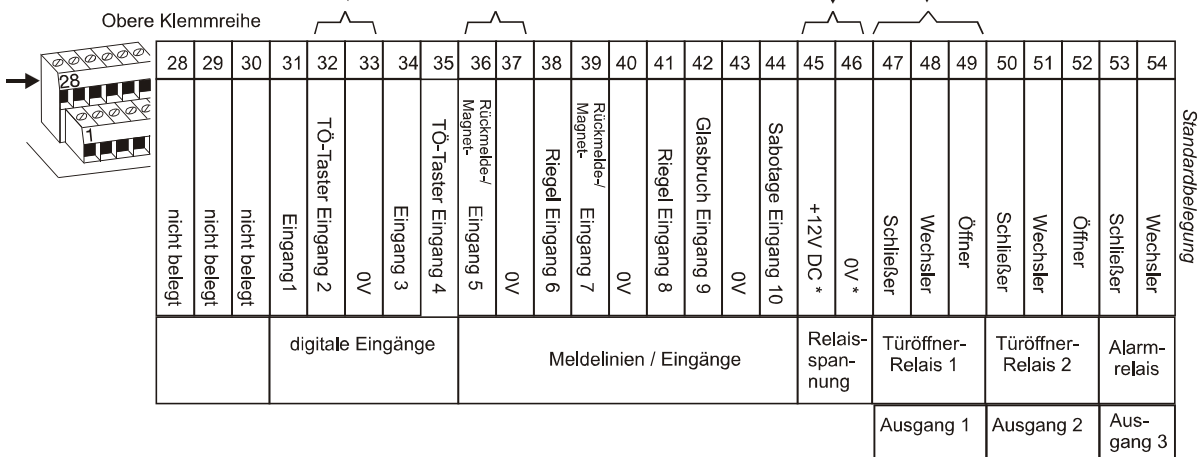 Obere Klemmreihe
28
1
28 29 30 31 32 33 34 35 36 37 38 39 40 41 42 43 44 45 46 47 48 49 50 51 52 53 54
nicht belegt
nicht belegt
nicht belegt
Eingang1
TÖ-Taster Eingang 2
0V
Eingang 3
TÖ-Taster Eingang 4
Rückmelde-/
Magnet- Eingang 5
0V
Riegel Eingang 6
Rückmelde-/
Magnet- Eingang 7
0V
Riegel Eingang 8
Glasbruch Eingang 9
0V
Sabotage Eingang 10
+12V DC *
0V *
Schließer
Wechsler
Öffner
Schließer
Wechsler
Öffner
Schließer
Wechsler
Standardbelegung
digitale Eingänge
Meldelinien / Eingänge
Relais-
span-
nung
Türöffner-
Relais 1
Türöffner-
Relais 2
Alarm-
relais
Ausgang 1
Ausgang 2
Aus-
gang 3